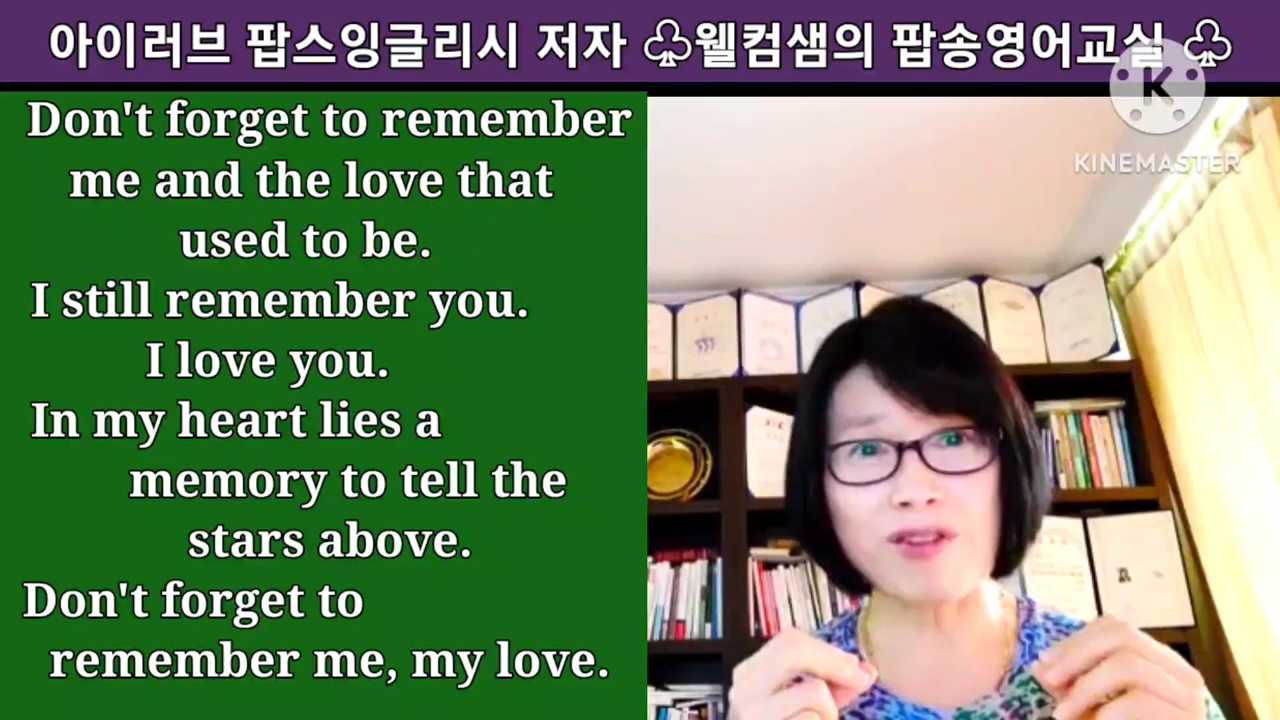 아이러브 팝스잉글리시 저자 ♧웰컴샘의 팝송영어교실 ♧
K
KINEMASTER
Don't forget to remember
me and the love that
used to be.
I still remember you.
I love you.
In my heart lies a
memory to tell the
stars above.
Don't forget to
remember me, my love.